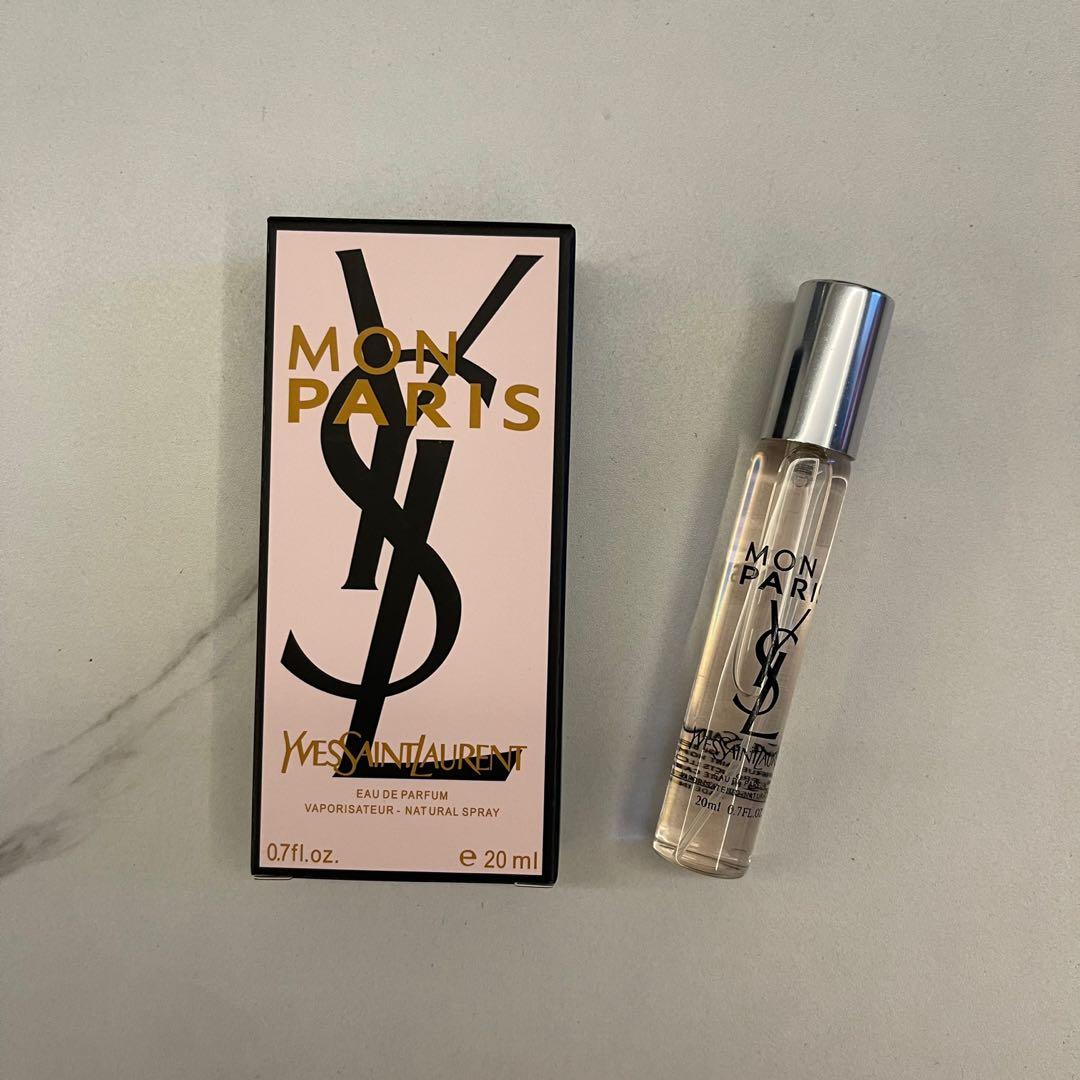 YSL
MON
PARIS
YVESSAINTLAURENT
EAU DE PARFUM
VAPORISATEUR - NATURAL SPRAY
0.7fl.oz. e 20 ml
MON
PARIS
YSL
YVESSAINTLAURENT
20ml 0.7FL.OZ